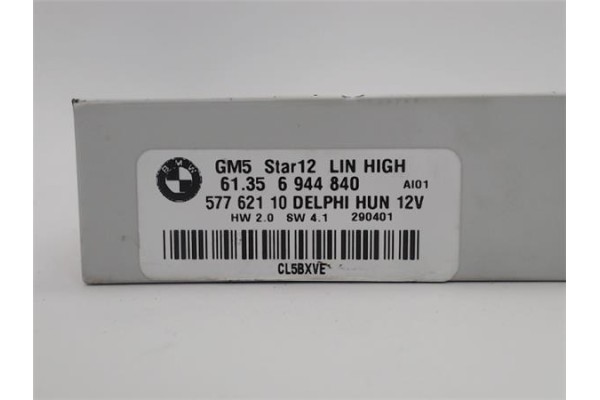 BMW
GM5 Star12 LIN HIGH
61.35 6 944 840 AI01
577 621 10 DELPHI HUN 12V
HW 2.0 SW 4.1 290401
CL5BXVE